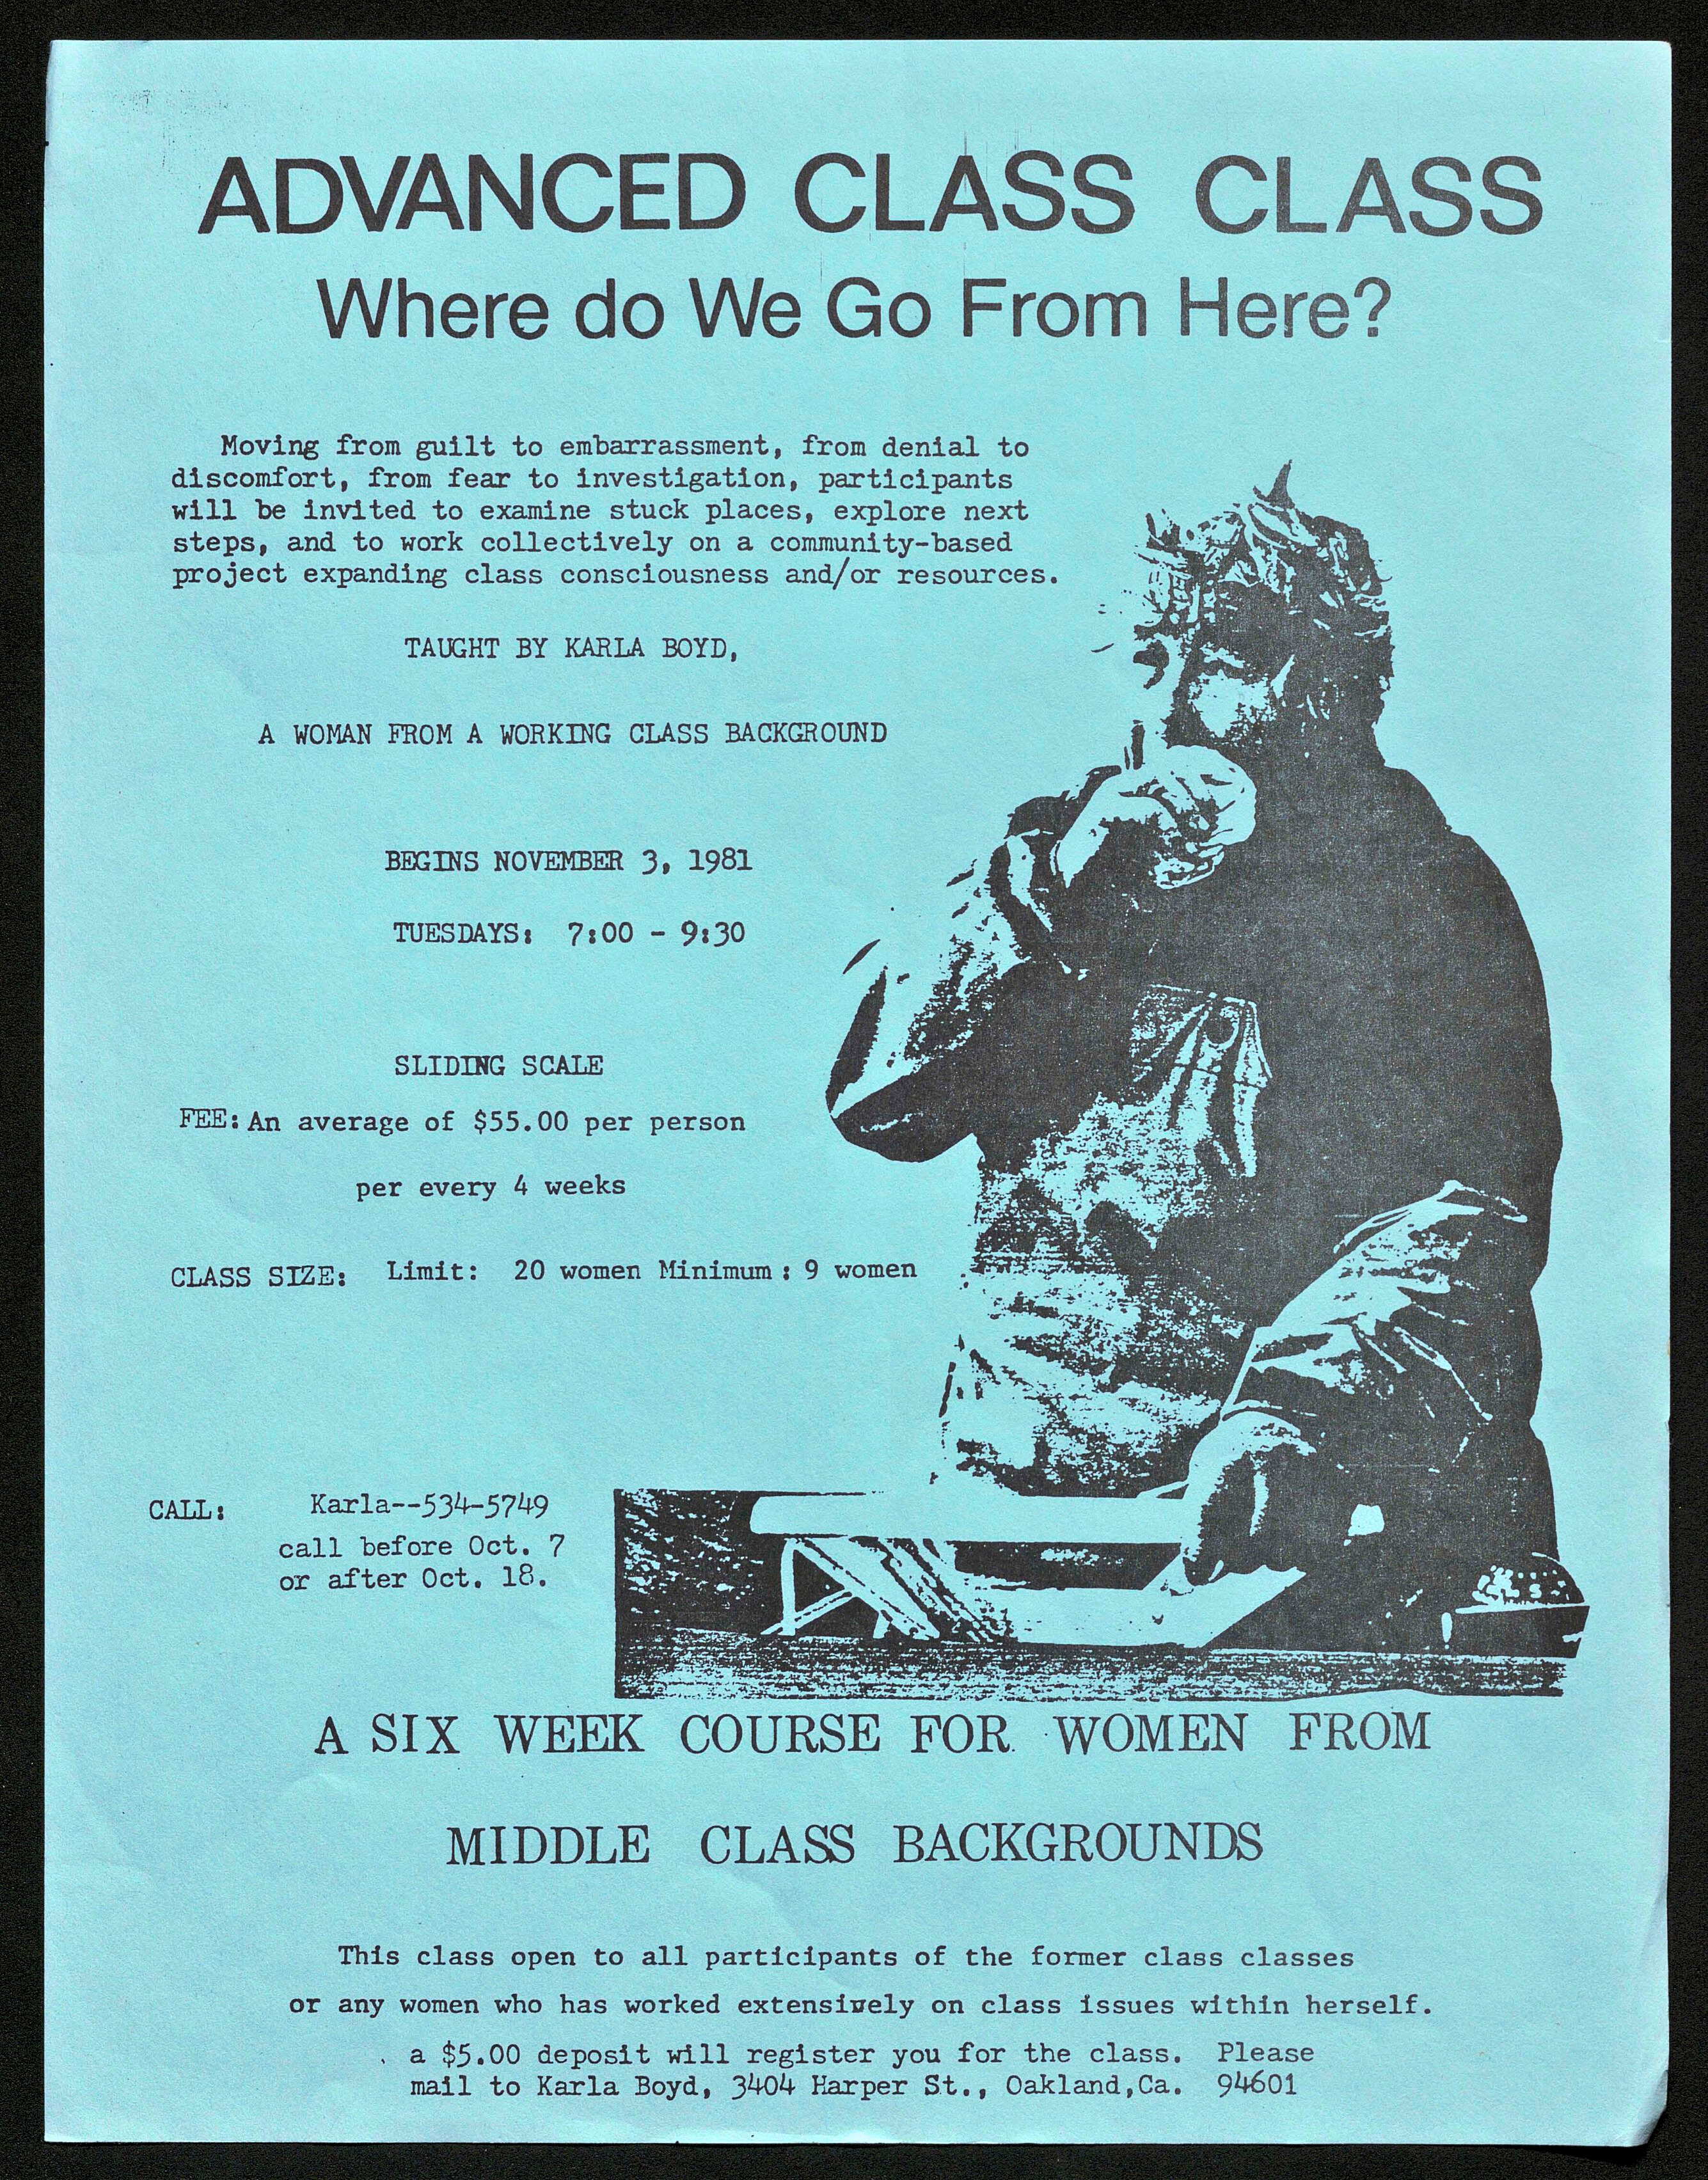 ADVANCED CLASS CLASS
Where do We Go From Here?
Moving from guilt to embarrassment, from denial to
discomfort, from fear to investigation, participants
will be invited to examine stuck places, explore next
steps, and to work collectively on a community-based
project expanding class consciousness and/or resources.
TAUGHT BY KARLA BOYD,
A WOMAN FROM A WORKING CLASS BACKGROUND
BEGINS NOVEMBER 3, 1981
TUESDAYS: 7:00 - 9:30
SLIDING SCALE
FEE: An average of $55.00 per person
per every 4 weeks
CLASS SIZE: Limit: 20 women Minimum : 9 women
CALL: Karla--534-5749
call before Oct. 7
or after Oct. 18.
A SIX WEEK COURSE FOR WOMEN FROM
MIDDLE CLASS BACKGROUNDS
This class open to all participants of the former class classes
or any women who has worked extensively on class issues within herself.
a $5.00 deposit will register you for the class. Please
mail to Karla Boyd, 3404 Harper St., Oakland,Ca. 94601